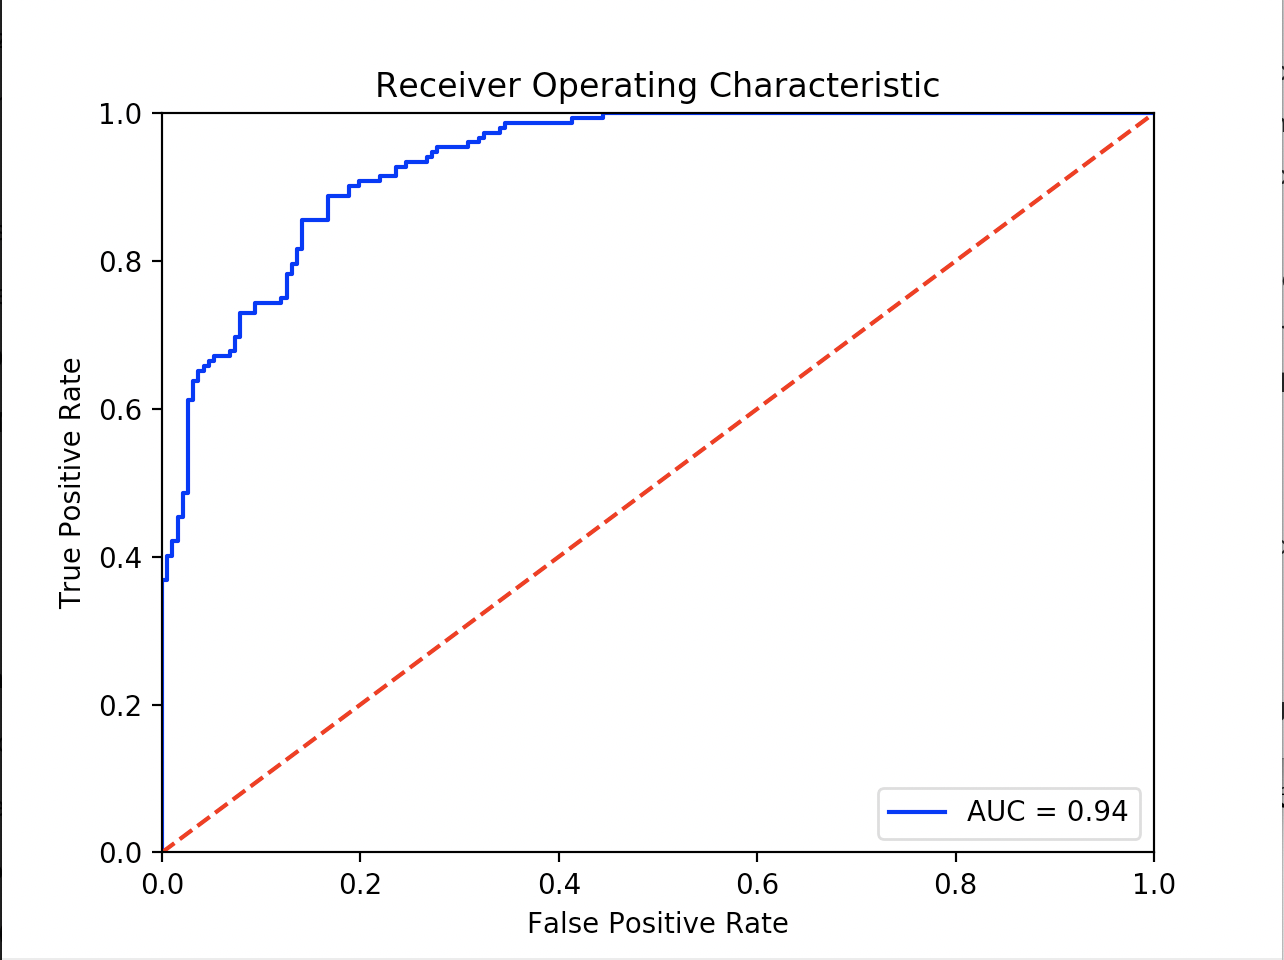 Receiver Operating Characteristic
1.0
0.8
0.6
0.4
0.2
0.0
True Positive Rate
AUC = 0.94
0.0 0.2 0.4 0.6 0.8 1.0
False Positive Rate